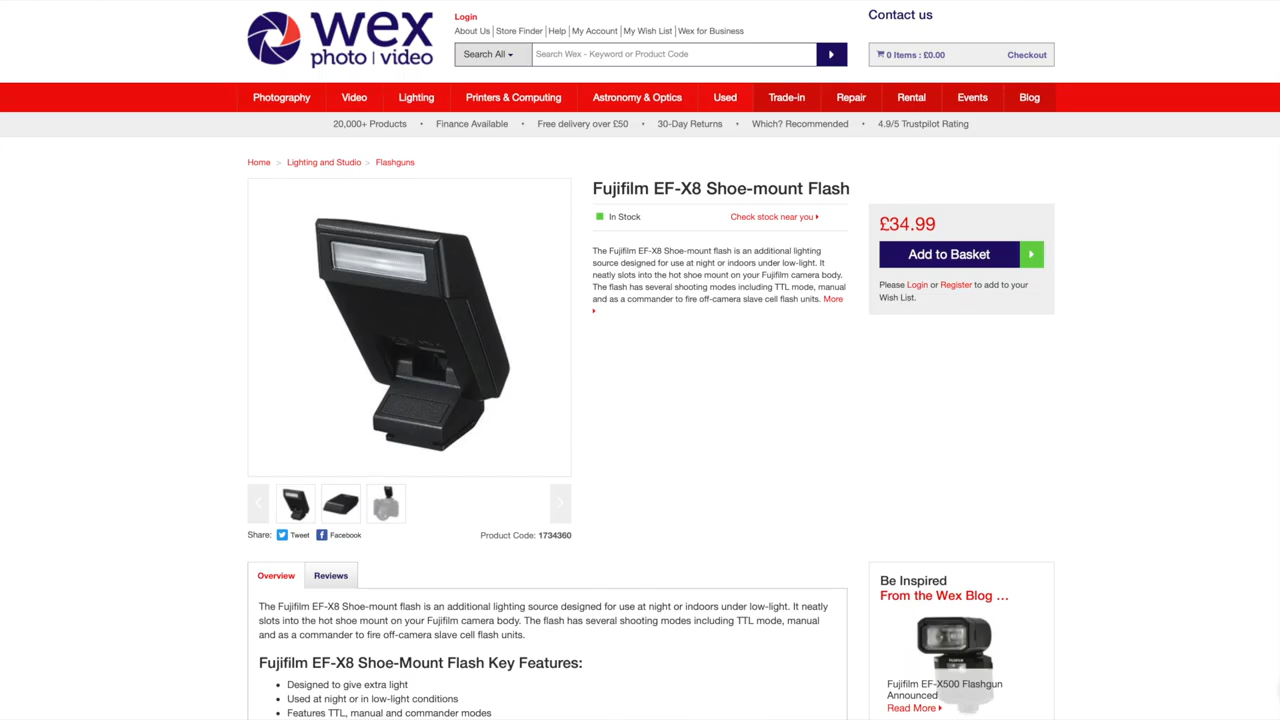 wex
photo | video
Login
About Us | Store Finder | Help | My Account | My Wish List | Wex for Business
Search All
Search Wex - Keyword or Product Code
Contact us
0 Items : £0.00
Checkout
Photography Video Lighting Printers & Computing Astronomy & Optics Used Trade-in Repair Rental Events Blog
20,000+ Products • Finance Available • Free delivery over £50 • 30-Day Returns • Which? Recommended • 4.9/5 Trustpilot Rating
Home > Lighting and Studio > Flashguns
Fujifilm EF-X8 Shoe-mount Flash
In Stock
Check stock near you
The Fujifilm EF-X8 Shoe-mount flash is an additional lighting
source designed for use at night or indoors under low-light. It
neatly slots into the hot shoe mount on your Fujifilm camera body.
The flash has several shooting modes including TTL mode, manual
and as a commander to fire off-camera slave cell flash units. More
£34.99
Add to Basket
Please Login or Register to add to your
Wish List.
Share: Tweet Facebook
Product Code: 1734360
Overview
Reviews
The Fujifilm EF-X8 Shoe-mount flash is an additional lighting source designed for use at night or indoors under low-light. It neatly
slots into the hot shoe mount on your Fujifilm camera body. The flash has several shooting modes including TTL mode, manual
and as a commander to fire off-camera slave cell flash units.
Fujifilm EF-X8 Shoe-Mount Flash Key Features:
• Designed to give extra light
• Used at night or in low-light conditions
• Features TTL, manual and commander modes
Be Inspired
From the Wex Blog ...
FUJIFILM
Fujifilm EF-X500 Flashgun
Announced
Read More